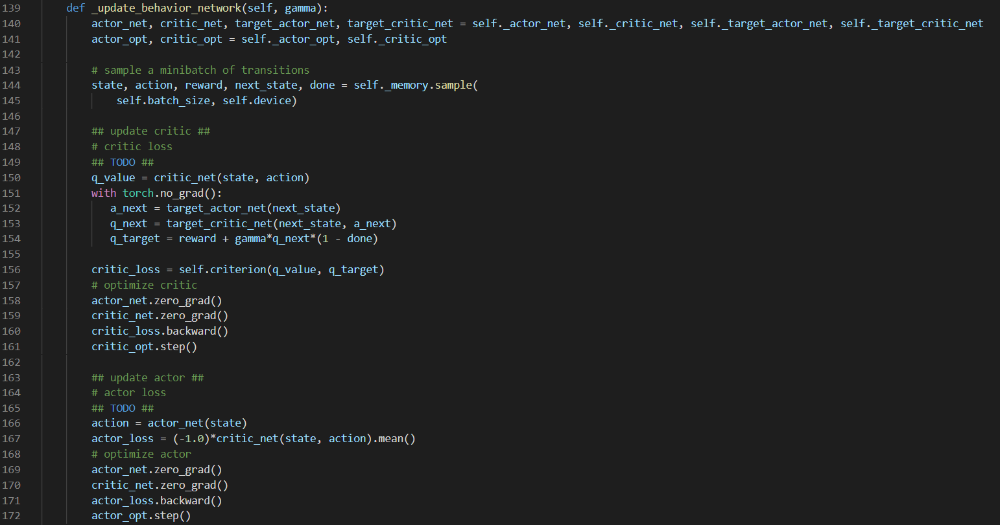 139 def _update_behavior_network(self, gamma):
140 actor_net, critic_net, target_actor_net, target_critic_net = self._actor_net, self._critic_net, self._target_actor_net, self._target_critic_net
141 actor_opt, critic_opt = self._actor_opt, self._critic_opt
142
143 # sample a minibatch of transitions
144 state, action, reward, next_state, done = self._memory.sample(
145 self.batch_size, self.device)
146
147 ## update critic ##
148 # critic loss
149 ## TODO ##
150 q_value = critic_net(state, action)
151 with torch.no_grad():
152 a_next = target_actor_net(next_state)
153 q_next = target_critic_net(next_state, a_next)
154 q_target = reward + gamma*q_next*(1 - done)
155
156 critic_loss = self.criterion(q_value, q_target)
157 # optimize critic
158 actor_net.zero_grad()
159 critic_net.zero_grad()
160 critic_loss.backward()
161 critic_opt.step()
162
163 ## update actor ##
164 # actor loss
165 ## TODO ##
166 action = actor_net(state)
167 actor_loss = (-1.0)*critic_net(state, action).mean()
168 # optimize actor
169 actor_net.zero_grad()
170 critic_net.zero_grad()
171 actor_loss.backward()
172 actor_opt.step()